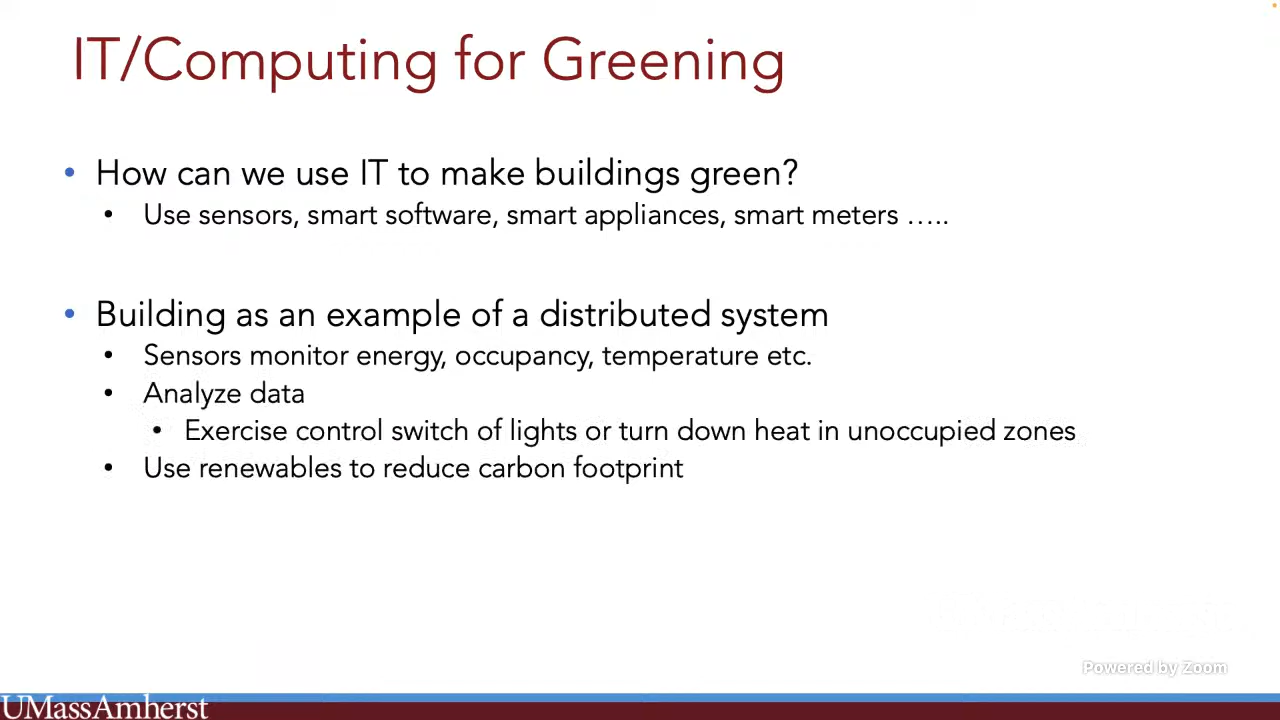 IT/Computing for Greening
• How can we use IT to make buildings green?
• Use sensors, smart software, smart appliances, smart meters …..
• Building as an example of a distributed system
• Sensors monitor energy, occupancy, temperature etc.
• Analyze data
• Exercise control switch of lights or turn down heat in unoccupied zones
• Use renewables to reduce carbon footprint
Powered by Zoom
UMassAmherst